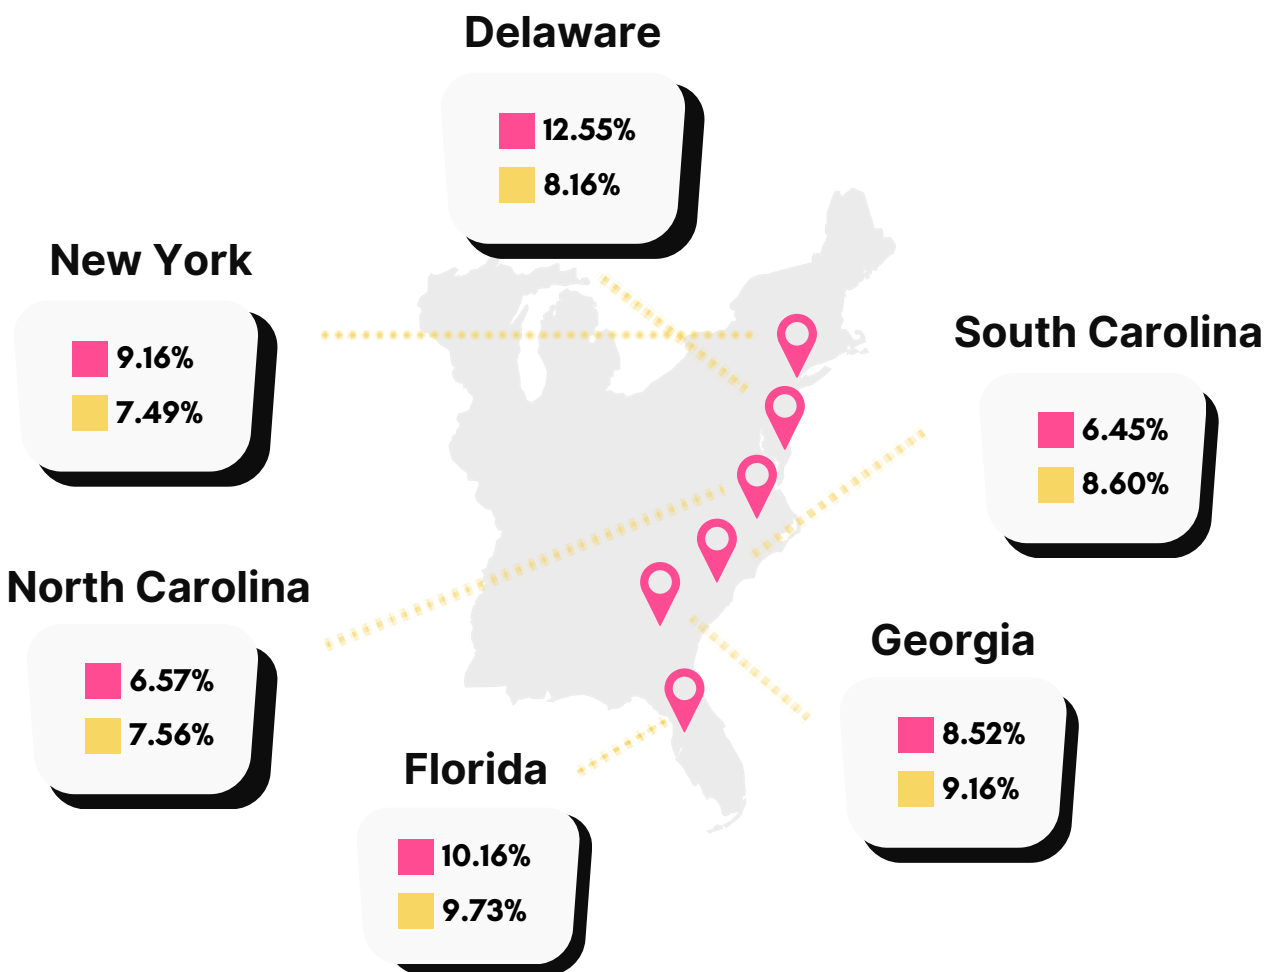 Delaware
12.55%
8.16%
New York
9.16%
7.49%
South Carolina
6.45%
8.60%
North Carolina
6.57%
7.56%
Georgia
8.52%
9.16%
Florida
10.16%
9.73%